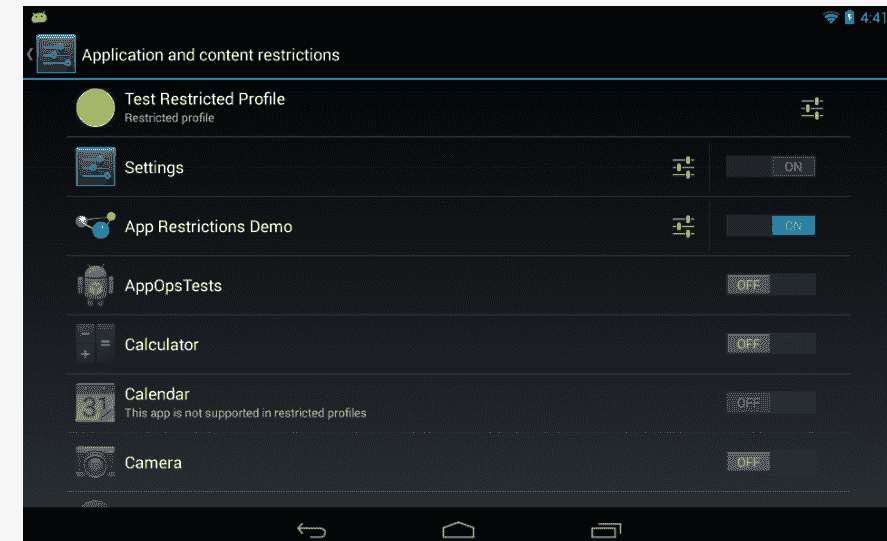 4:41
Application and content restrictions
Test Restricted Profile
Restricted profile
Settings
ON
App Restrictions Demo
ON
AppOpsTests
OFF
Calculator
OFF
31
Calendar
This app is not supported in restricted profiles
OFF
Camera
OFF